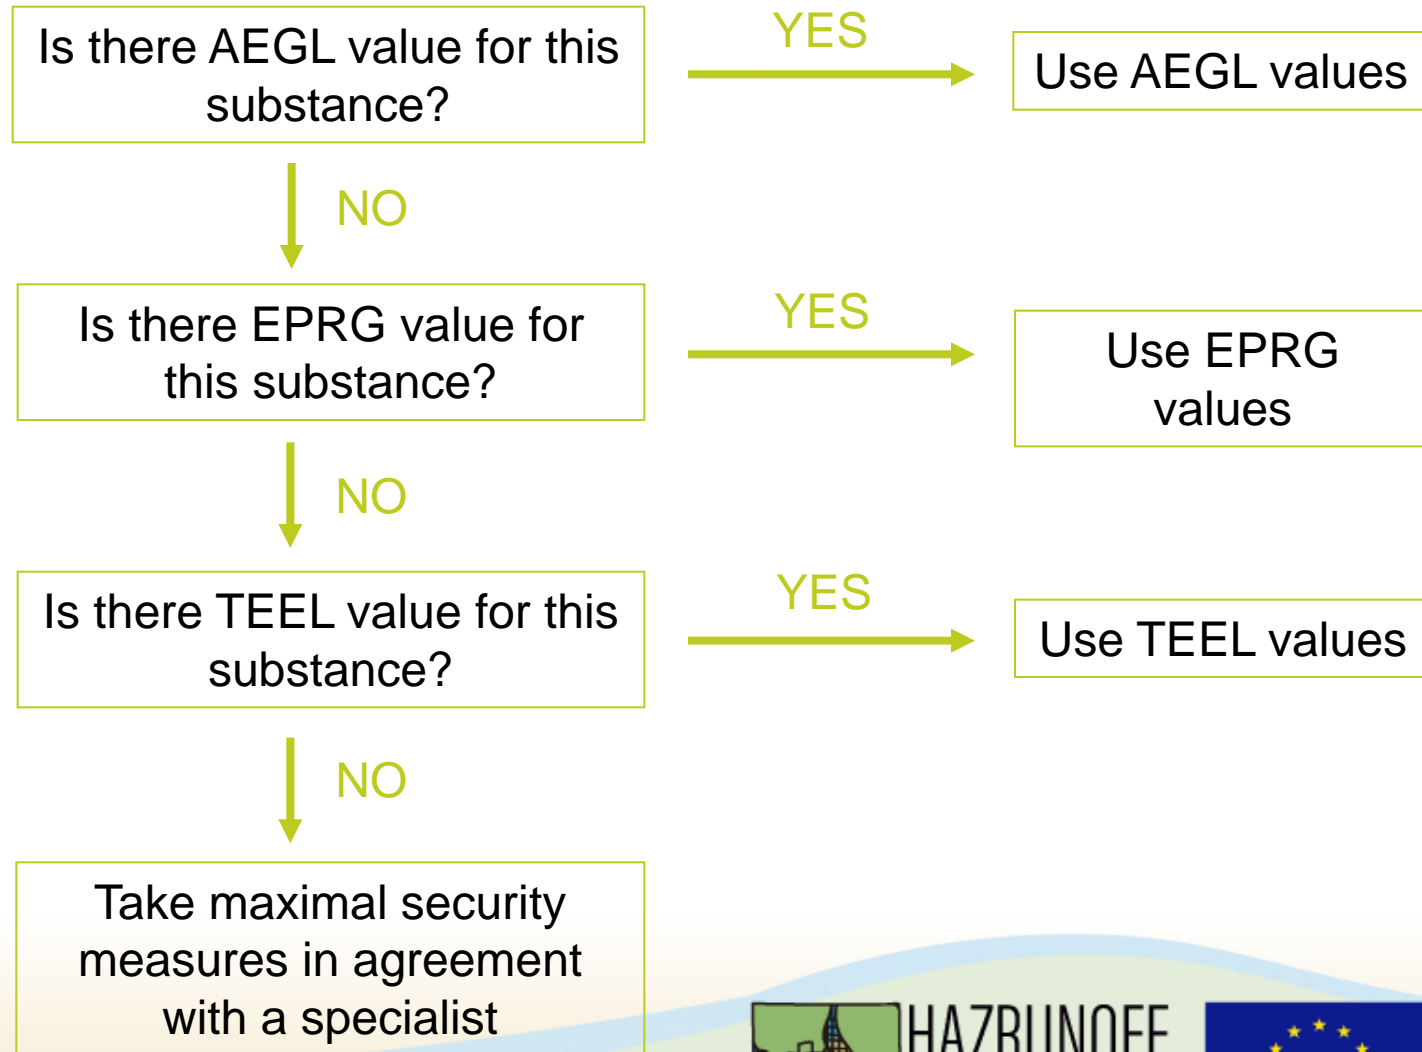 Is there AEGL value for this
substance?
YES
Use AEGL values
NO
Is there EPRG value for
this substance?
YES
Use EPRG
values
NO
Is there TEEL value for this
substance?
YES
Use TEEL values
NO
Take maximal security
measures in agreement
with a specialist
HAZRUNOFF